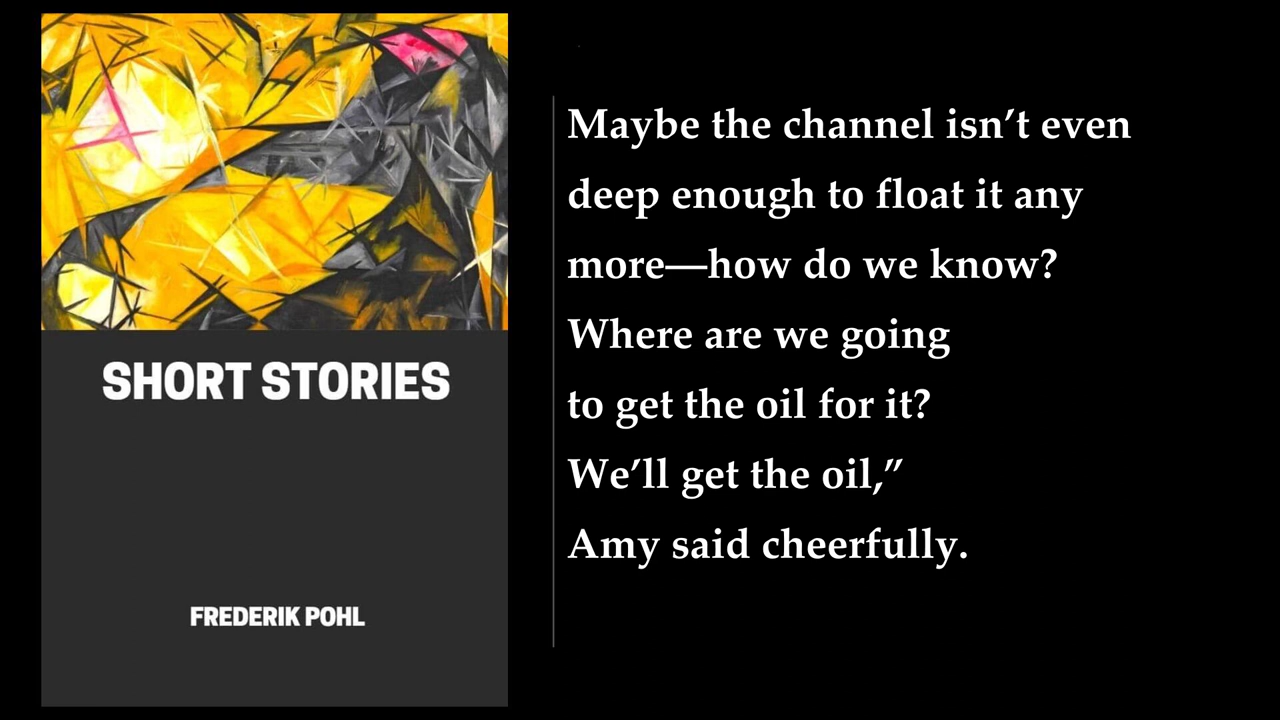 SHORT STORIES
FREDERIK POHL
Maybe the channel isn’t even
deep enough to float it any
more—how do we know?
Where are we going
to get the oil for it?
We’ll get the oil,”
Amy said cheerfully.